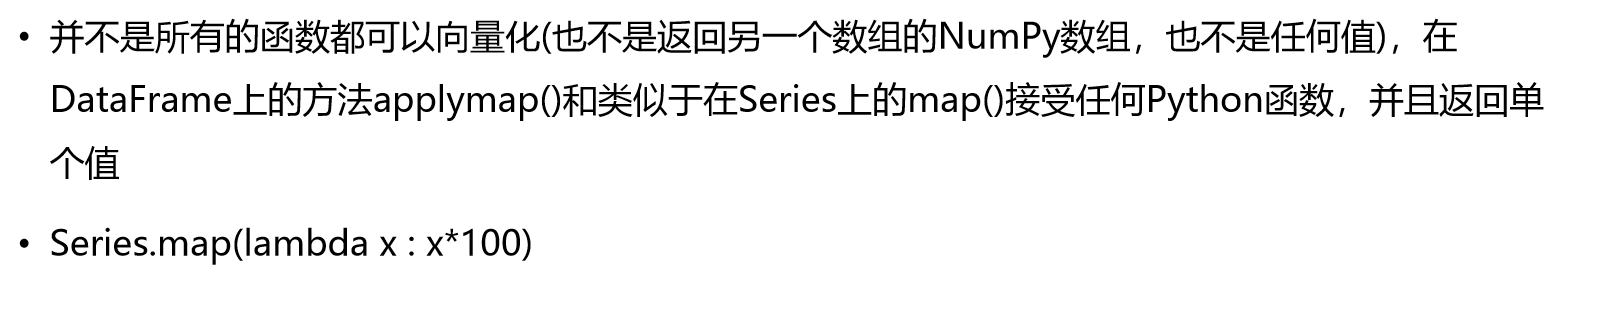 • 并不是所有的函数都可以向量化(也不是返回另一个数组的NumPy数组，也不是任何值)，在
DataFrame上的方法applymap()和类似于在Series上的map()接受任何Python函数，并且返回单
个值
• Series.map(lambda x : x*100)